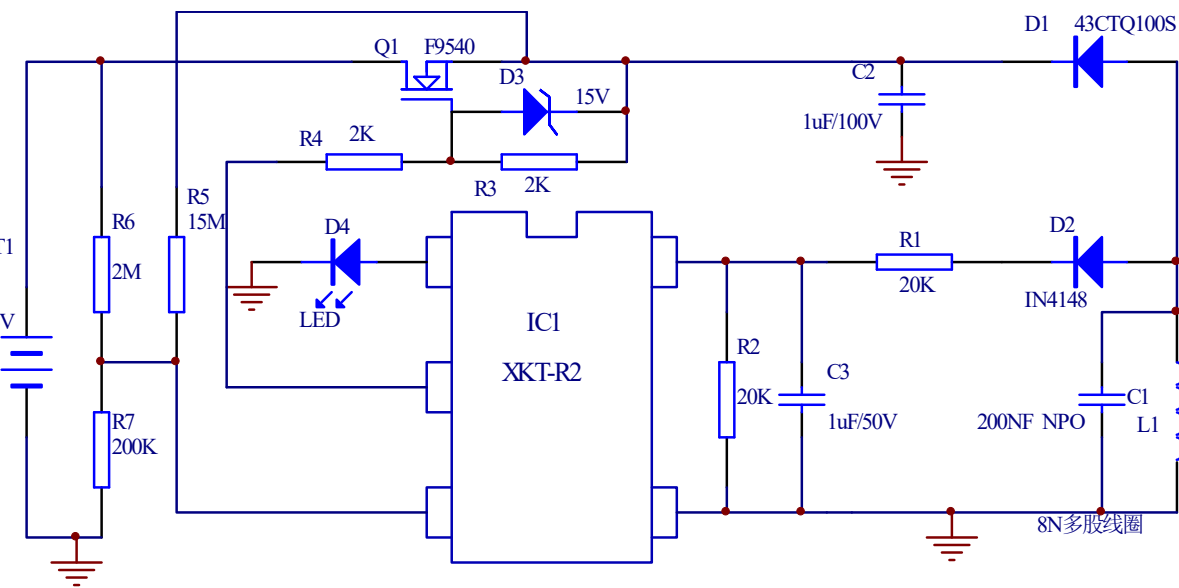 D1 43CTQ100S
Q1 F9540
C2
D3
15V
1uF/100V
R4 2K
R3 2K
R5
15M
R6
2M
D4
LED
R1
20K
D2
IN4148
T1
V
IC1
XKT-R2
R2
20K
C3
1uF/50V
C1
200NF NPO
L1
R7
200K
8N多股线圈